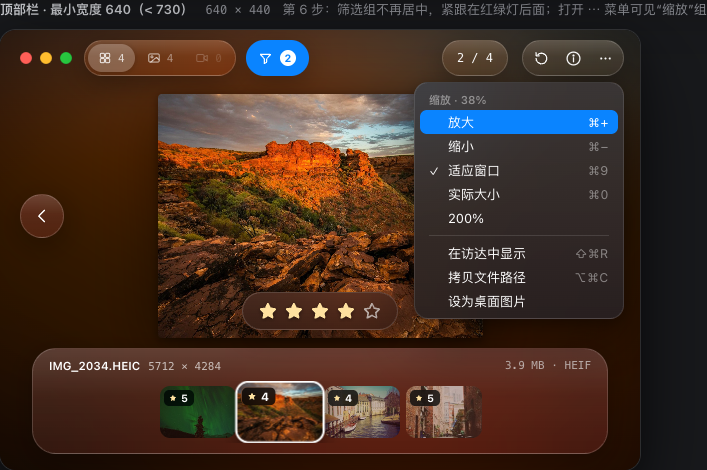 顶部栏 · 最小宽度 640（< 730） 640 × 440 第 6 步：筛选组不再居中，紧跟在红绿灯后面；打开 ··· 菜单可见“缩放”组
4 4 0 2 2 / 4
缩放 · 38%
放大 ⌘+
缩小 ⌘−
✓ 适应窗口 ⌘9
实际大小 ⌘0
200%
在访达中显示 ⇧⌘R
拷贝文件路径 ⌥⌘C
设为桌面图片
IMG_2034.HEIC 5712 × 4284 3.9 MB · HEIF
★ 5 ★ 4 ★ 4 ★ 5